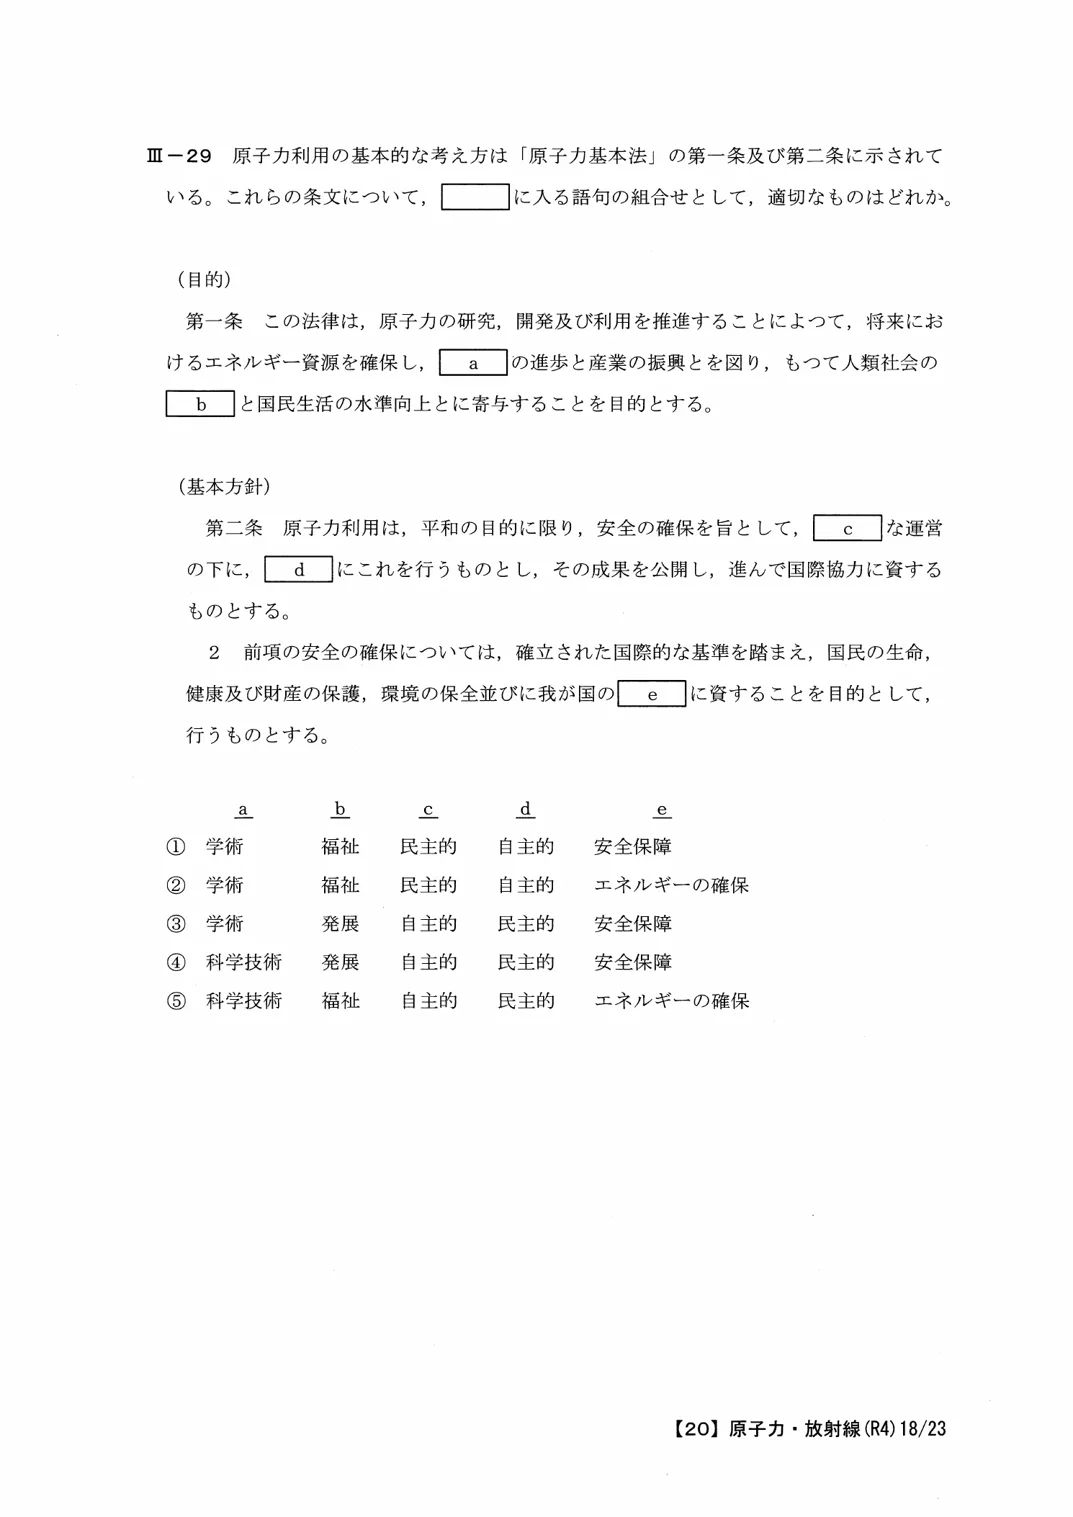 Ⅲ－29　原子力利用の基本的な考え方は「原子力基本法」の第一条及び第二条に示されて
いる。これらの条文について，　　　に入る語句の組合せとして，適切なものはどれか。
（目的）
第一条　この法律は，原子力の研究，開発及び利用を推進することによつて，将来にお
けるエネルギー資源を確保し，　a　の進歩と産業の振興とを図り，もつて人類社会の
　b　と国民生活の水準向上とに寄与することを目的とする。
（基本方針）
第二条　原子力利用は，平和の目的に限り，安全の確保を旨として，　c　な運営
の下に，　d　にこれを行うものとし，その成果を公開し，進んで国際協力に資する
ものとする。
2　前項の安全の確保については，確立された国際的な基準を踏まえ，国民の生命，
健康及び財産の保護，環境の保全並びに我が国の　e　に資することを目的として，
行うものとする。
a　b　c　d　e
①　学術　福祉　民主的　自主的　安全保障
②　学術　福祉　民主的　自主的　エネルギーの確保
③　学術　発展　自主的　民主的　安全保障
④　科学技術　発展　自主的　民主的　安全保障
⑤　科学技術　福祉　自主的　民主的　エネルギーの確保
【20】原子力・放射線(R4)18/23